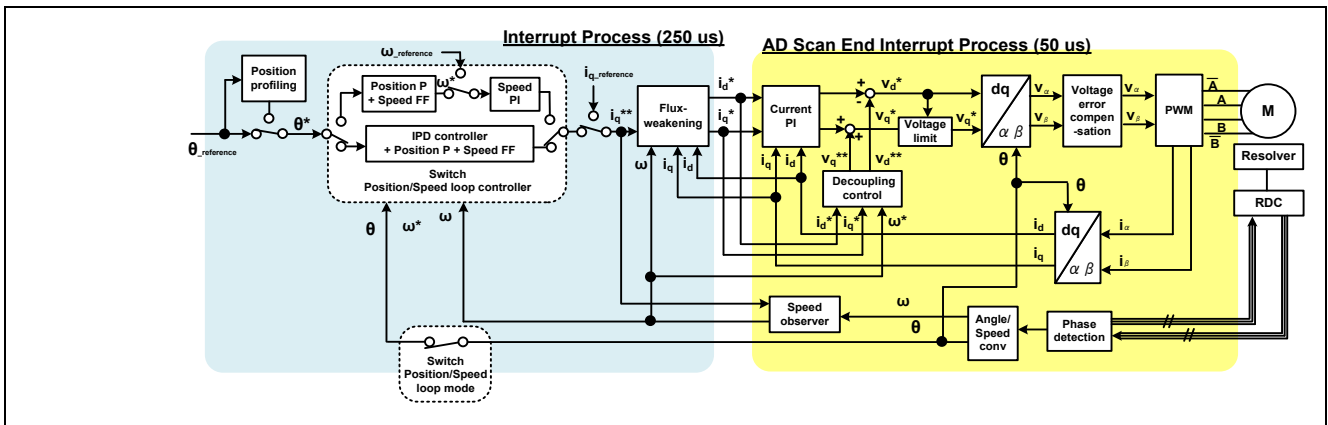 Interrupt Process (250 us)
AD Scan End Interrupt Process (50 us)
ω_reference
Position
profiling
Position P
+ Speed FF
ω*
Speed
PI
i_q_reference
i_q**
θ*
θ_reference
IPD controller
+ Position P + Speed FF
Switch
Position/Speed loop controller
Flux-
weakening
i_d*
i_q*
ω
i_q
i_d
Current
PI
i_q
i_d
+
-
v_d*
+
+
v_q*
v_q**
v_d**
Voltage
limit
v_q*
Decoupling
control
i_d*
i_q*
ω*
dq
α β
v_α
v_β
Voltage
error
compen
-sation
v_α
v_β
PWM
A̅
A
B
B̅
M
Resolver
RDC
θ
θ
i_d
i_q
dq
α β
i_α
i_β
θ
ω*
ω
Speed
observer
ω
θ
Angle/
Speed
conv
Phase
detection
//
//
Switch
Position/Speed
loop mode